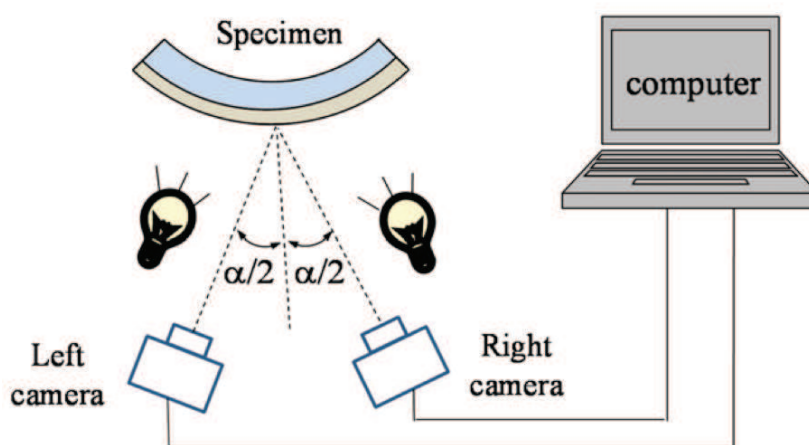 Specimen
computer
α/2
α/2
Left
camera
Right
camera